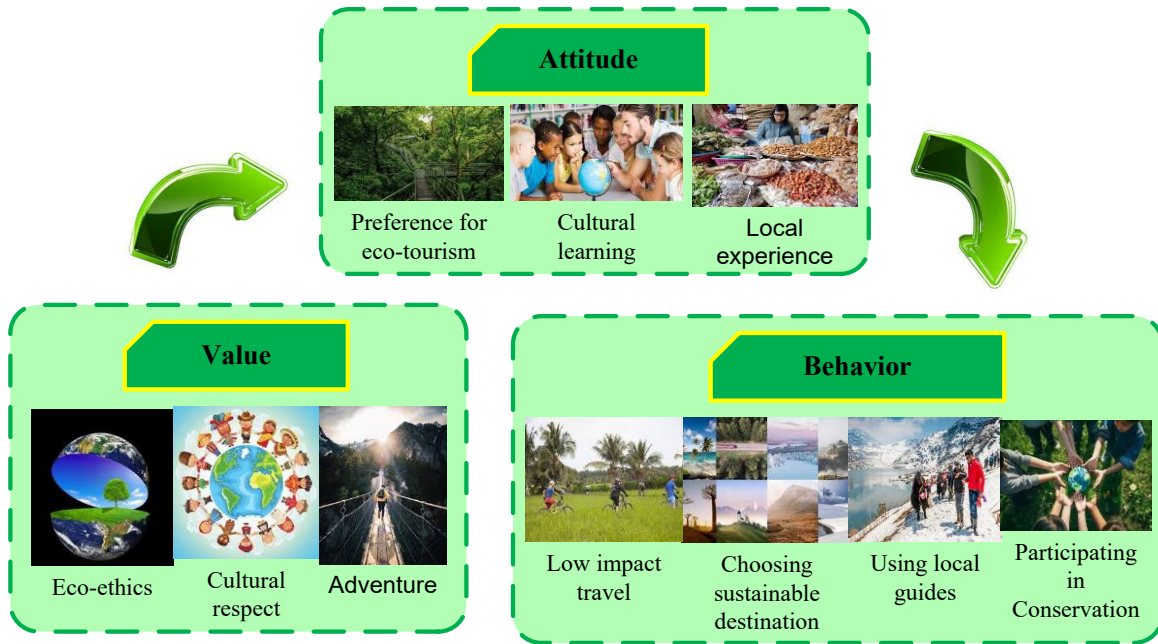 Attitude
Preference for
eco-tourism
Cultural
learning
Local
experience
Value
Eco-ethics
Cultural
respect
Adventure
Behavior
Low impact
travel
Choosing
sustainable
destination
Using local
guides
Participating
in
Conservation